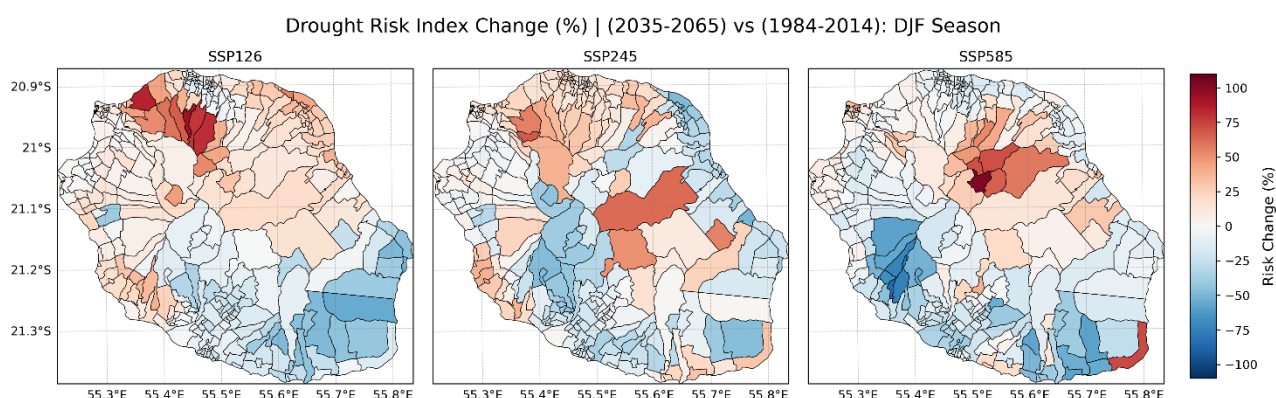 Drought Risk Index Change (%) | (2035-2065) vs (1984-2014): DJF Season
SSP126
SSP245
SSP585
20.9°S
21°S
21.1°S
21.2°S
21.3°S
55.3°E 55.4°E 55.5°E 55.6°E 55.7°E 55.8°E
55.3°E 55.4°E 55.5°E 55.6°E 55.7°E 55.8°E
55.3°E 55.4°E 55.5°E 55.6°E 55.7°E 55.8°E
100
75
50
25
0
−25
−50
−75
−100
Risk Change (%)